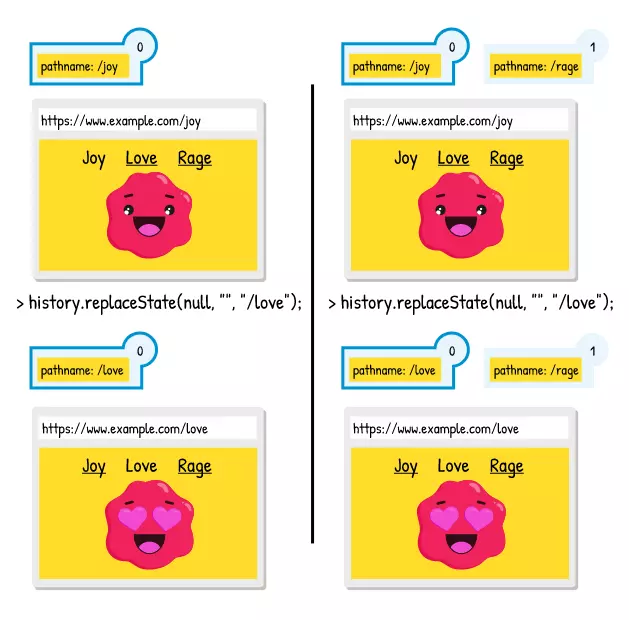 0
pathname: /joy
https://www.example.com/joy
Joy Love Rage
> history.replaceState(null, "", "/love");
0
pathname: /love
https://www.example.com/love
Joy Love Rage
0
pathname: /joy
1
pathname: /rage
https://www.example.com/joy
Joy Love Rage
> history.replaceState(null, "", "/love");
0
pathname: /love
1
pathname: /rage
https://www.example.com/love
Joy Love Rage